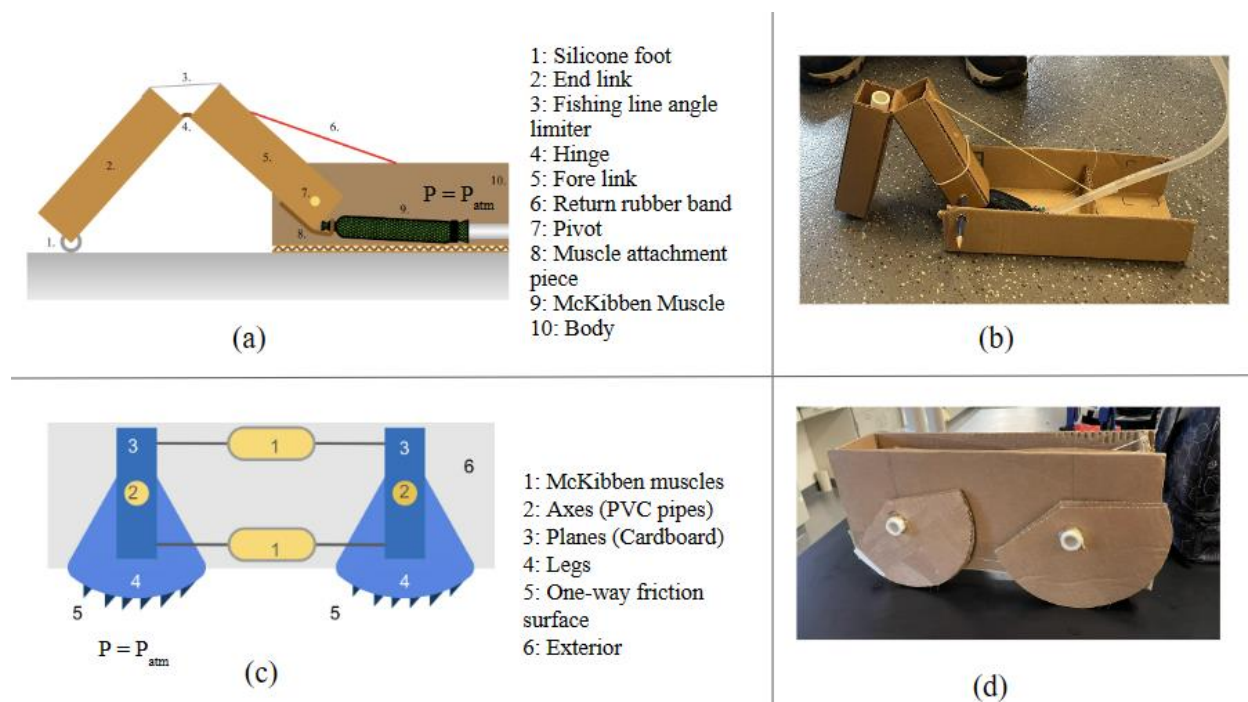 3.
4.
2.
5.
6.
7.
10.
P = P_atm
9.
8.
1.
1: Silicone foot
2: End link
3: Fishing line angle
limiter
4: Hinge
5: Fore link
6: Return rubber band
7: Pivot
8: Muscle attachment
piece
9: McKibben Muscle
10: Body
(a)
(b)
3
1
3
6
2
2
1
4
4
5
5
P = P_atm
1: McKibben muscles
2: Axes (PVC pipes)
3: Planes (Cardboard)
4: Legs
5: One-way friction
surface
6: Exterior
(c)
(d)